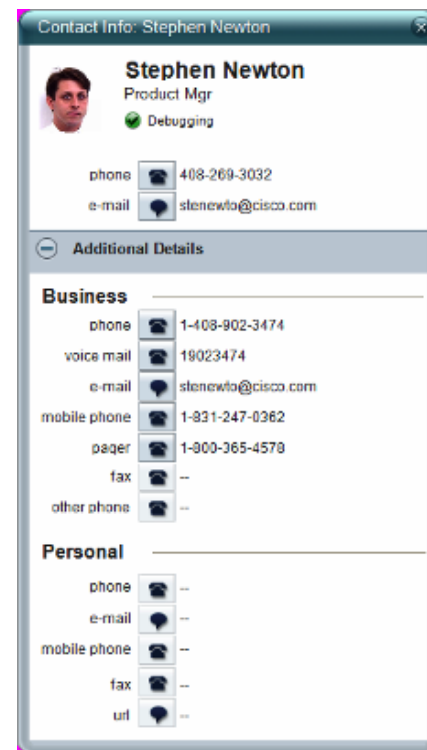 Contact Info: Stephen Newton
Stephen Newton
Product Mgr
Debugging
phone 408-269-3032
e-mail stenewto@cisco.com
Additional Details
Business
phone 1-408-902-3474
voice mail 19023474
e-mail stenewto@cisco.com
mobile phone 1-831-247-0362
pager 1-800-365-4578
fax --
other phone --
Personal
phone --
e-mail --
mobile phone --
fax --
url --